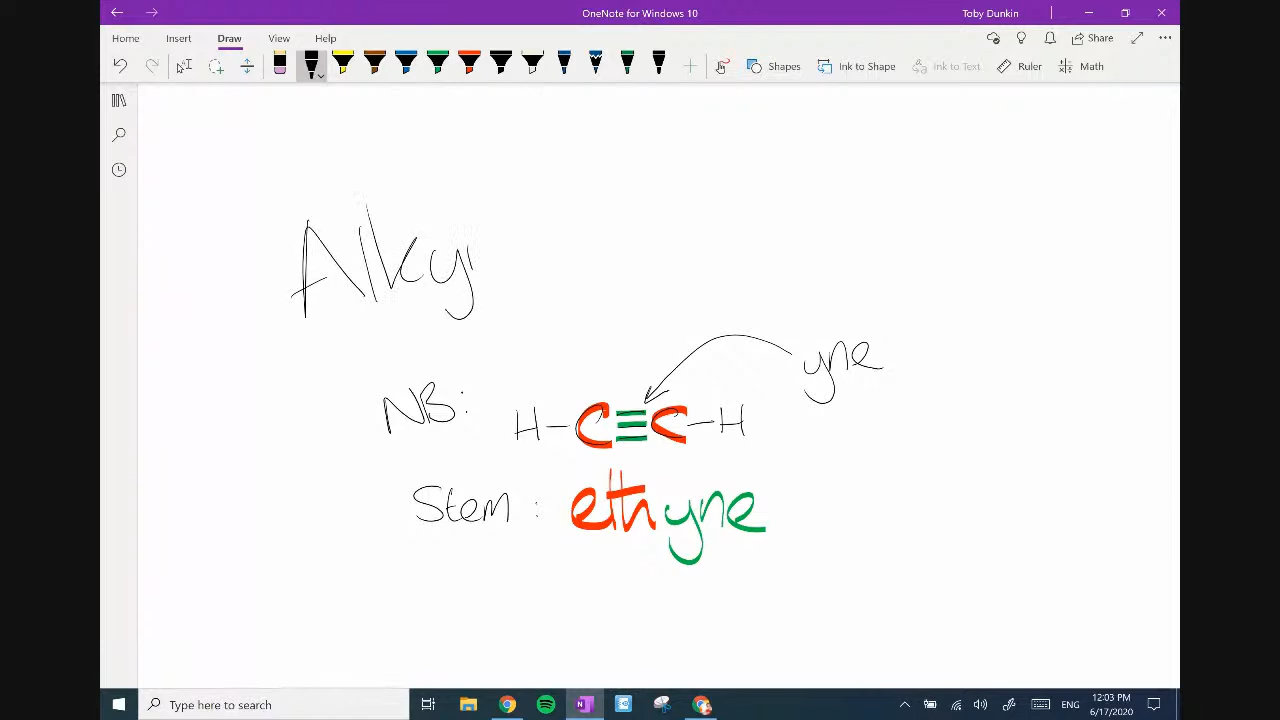 OneNote for Windows 10
Toby Dunkin
Home Insert Draw View Help
Share
Shapes Ink to Shape Ink to Text Ruler Math
Alky
yne
NB: H-C≡C-H
Stem : ethyne
Type here to search
ENG
12:03 PM
6/17/2020